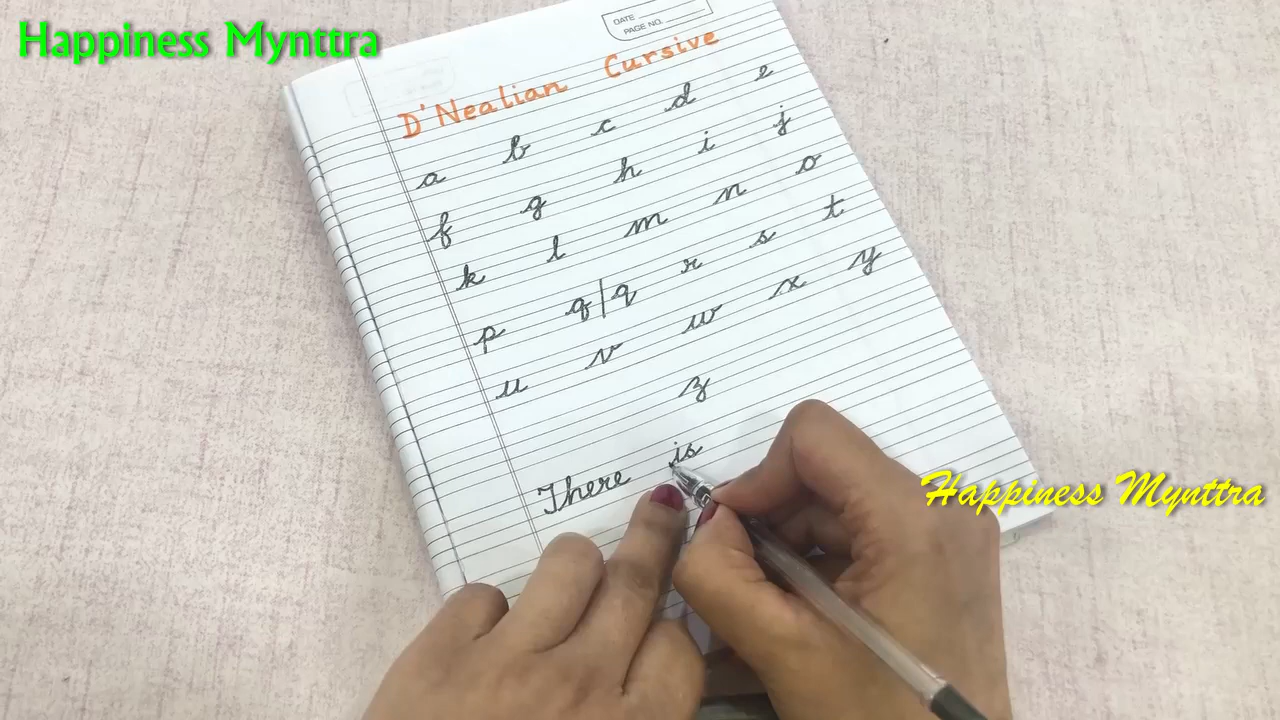 Happiness Mynttra
DATE
PAGE NO.
D'Nealian Cursive
a b c d e
f g h i j
k l m n o
p q|q r s t
u v w x y
z
There is
Happiness Mynttra